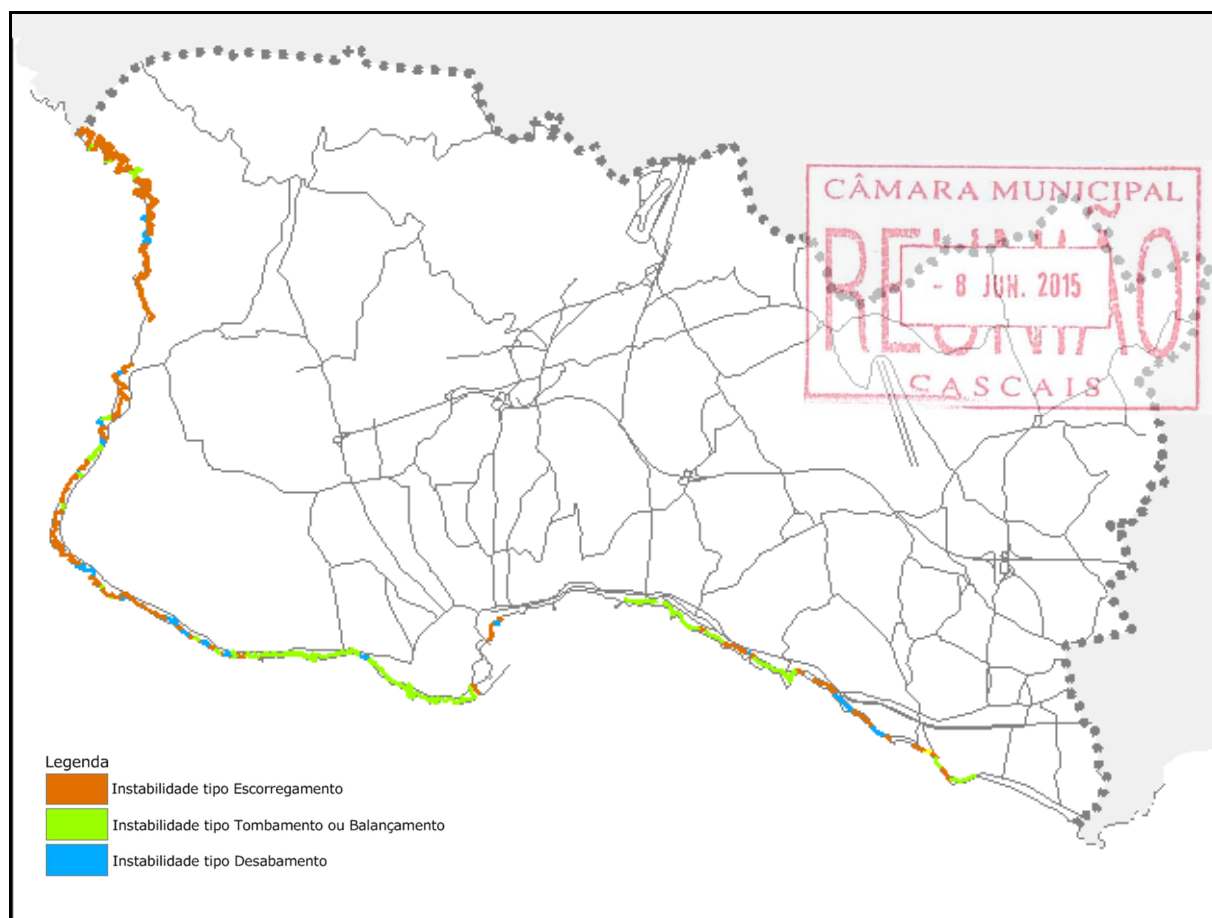 CÂMARA MUNICIPAL
REUNIÃO
- 8 JUN. 2015
CASCAIS
Legenda
Instabilidade tipo Escorregamento
Instabilidade tipo Tombamento ou Balançamento
Instabilidade tipo Desabamento